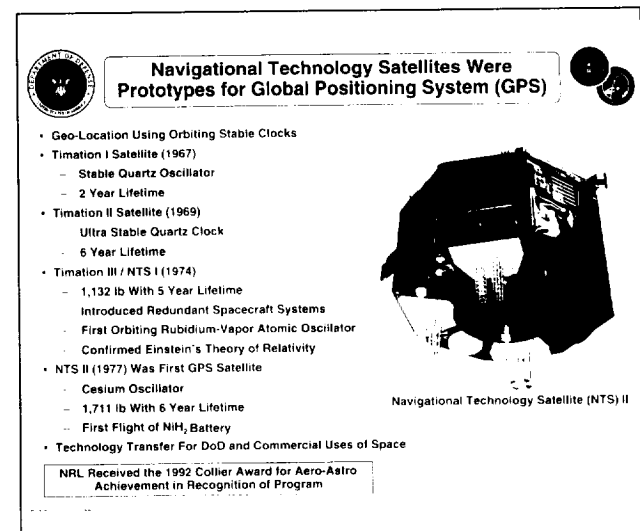 Navigational Technology Satellites Were
Prototypes for Global Positioning System (GPS)
• Geo-Location Using Orbiting Stable Clocks
• Timation I Satellite (1967)
– Stable Quartz Oscillator
– 2 Year Lifetime
• Timation II Satellite (1969)
Ultra Stable Quartz Clock
- 6 Year Lifetime
• Timation III / NTS I (1974)
– 1,132 lb With 5 Year Lifetime
Introduced Redundant Spacecraft Systems
- First Orbiting Rubidium-Vapor Atomic Oscillator
- Confirmed Einstein's Theory of Relativity
• NTS II (1977) Was First GPS Satellite
- Cesium Oscillator
– 1,711 lb With 6 Year Lifetime
– First Flight of NiH₂ Battery
• Technology Transfer For DoD and Commercial Uses of Space
Navigational Technology Satellite (NTS) II
NRL Received the 1992 Collier Award for Aero-Astro
Achievement in Recognition of Program